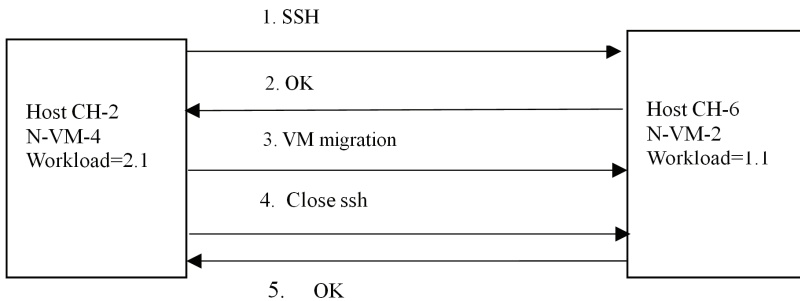 1. SSH
2. OK
Host CH-2
N-VM-4
Workload=2.1
Host CH-6
N-VM-2
Workload=1.1
3. VM migration
4. Close ssh
5. OK